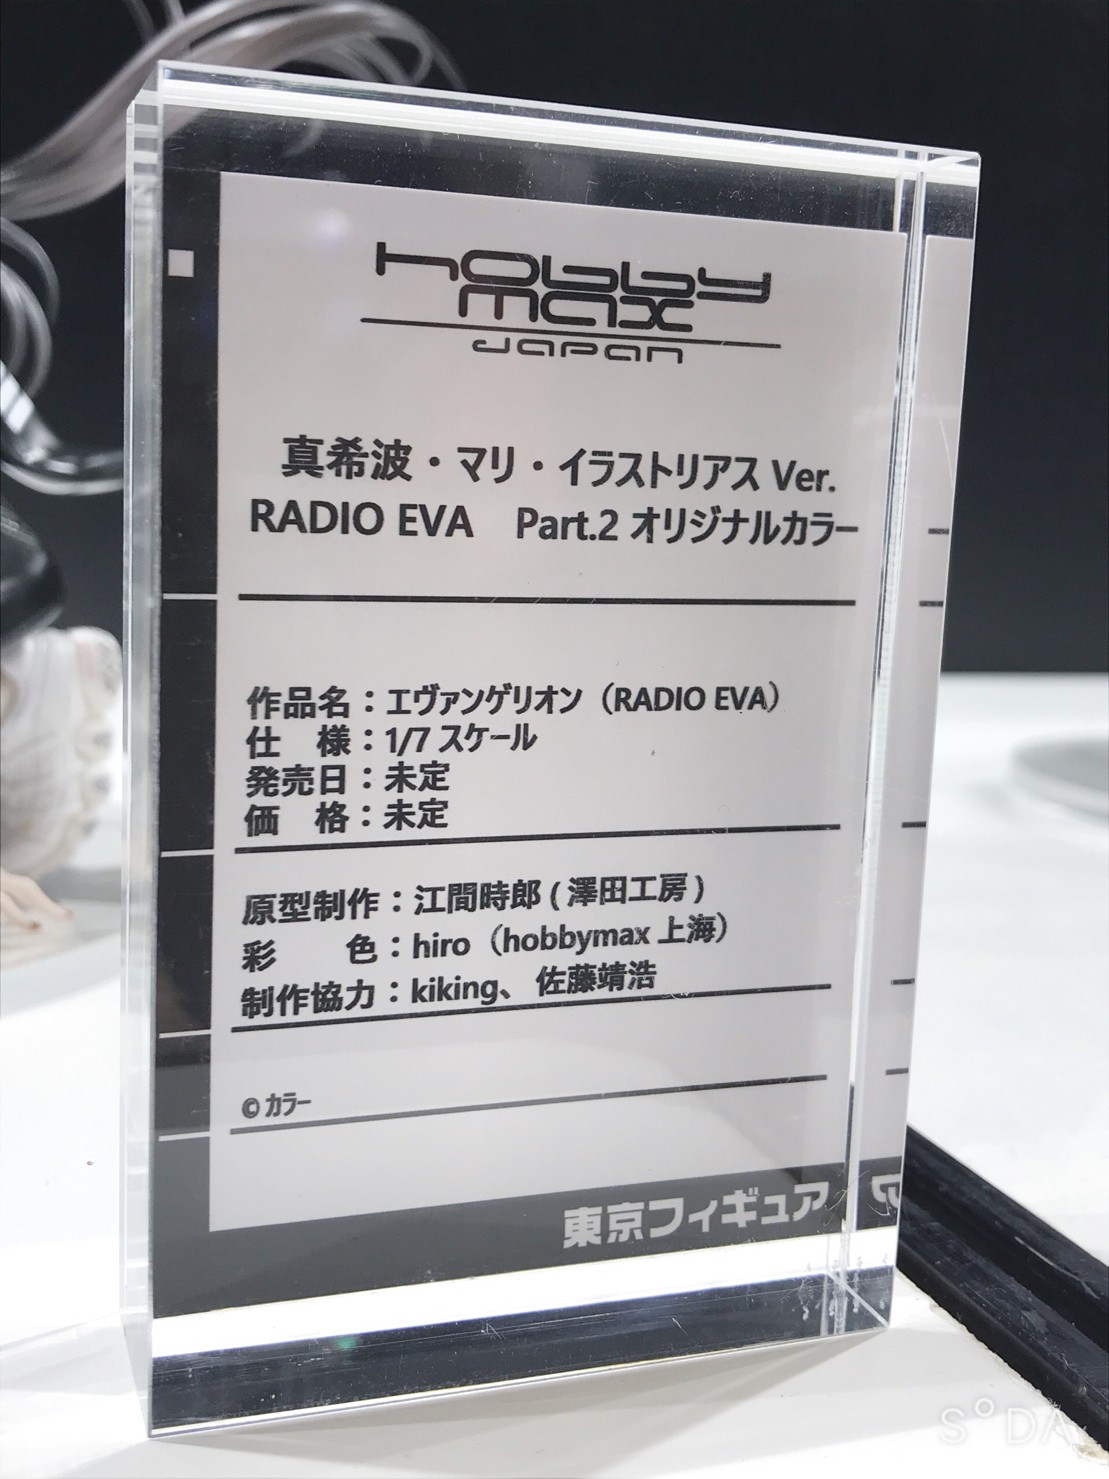 hobby
max
JAPAN
真希波・マリ・イラストリアス Ver.
RADIO EVA Part.2 オリジナルカラー
作品名：エヴァンゲリオン（RADIO EVA）
仕 様：1/7 スケール
発売日：未定
価 格：未定
原型制作：江間時郎 ( 澤田工房 )
彩 色：hiro（hobbymax 上海）
制作協力：kiking、佐藤靖浩
© カラー
東京フィギュア
S°DA